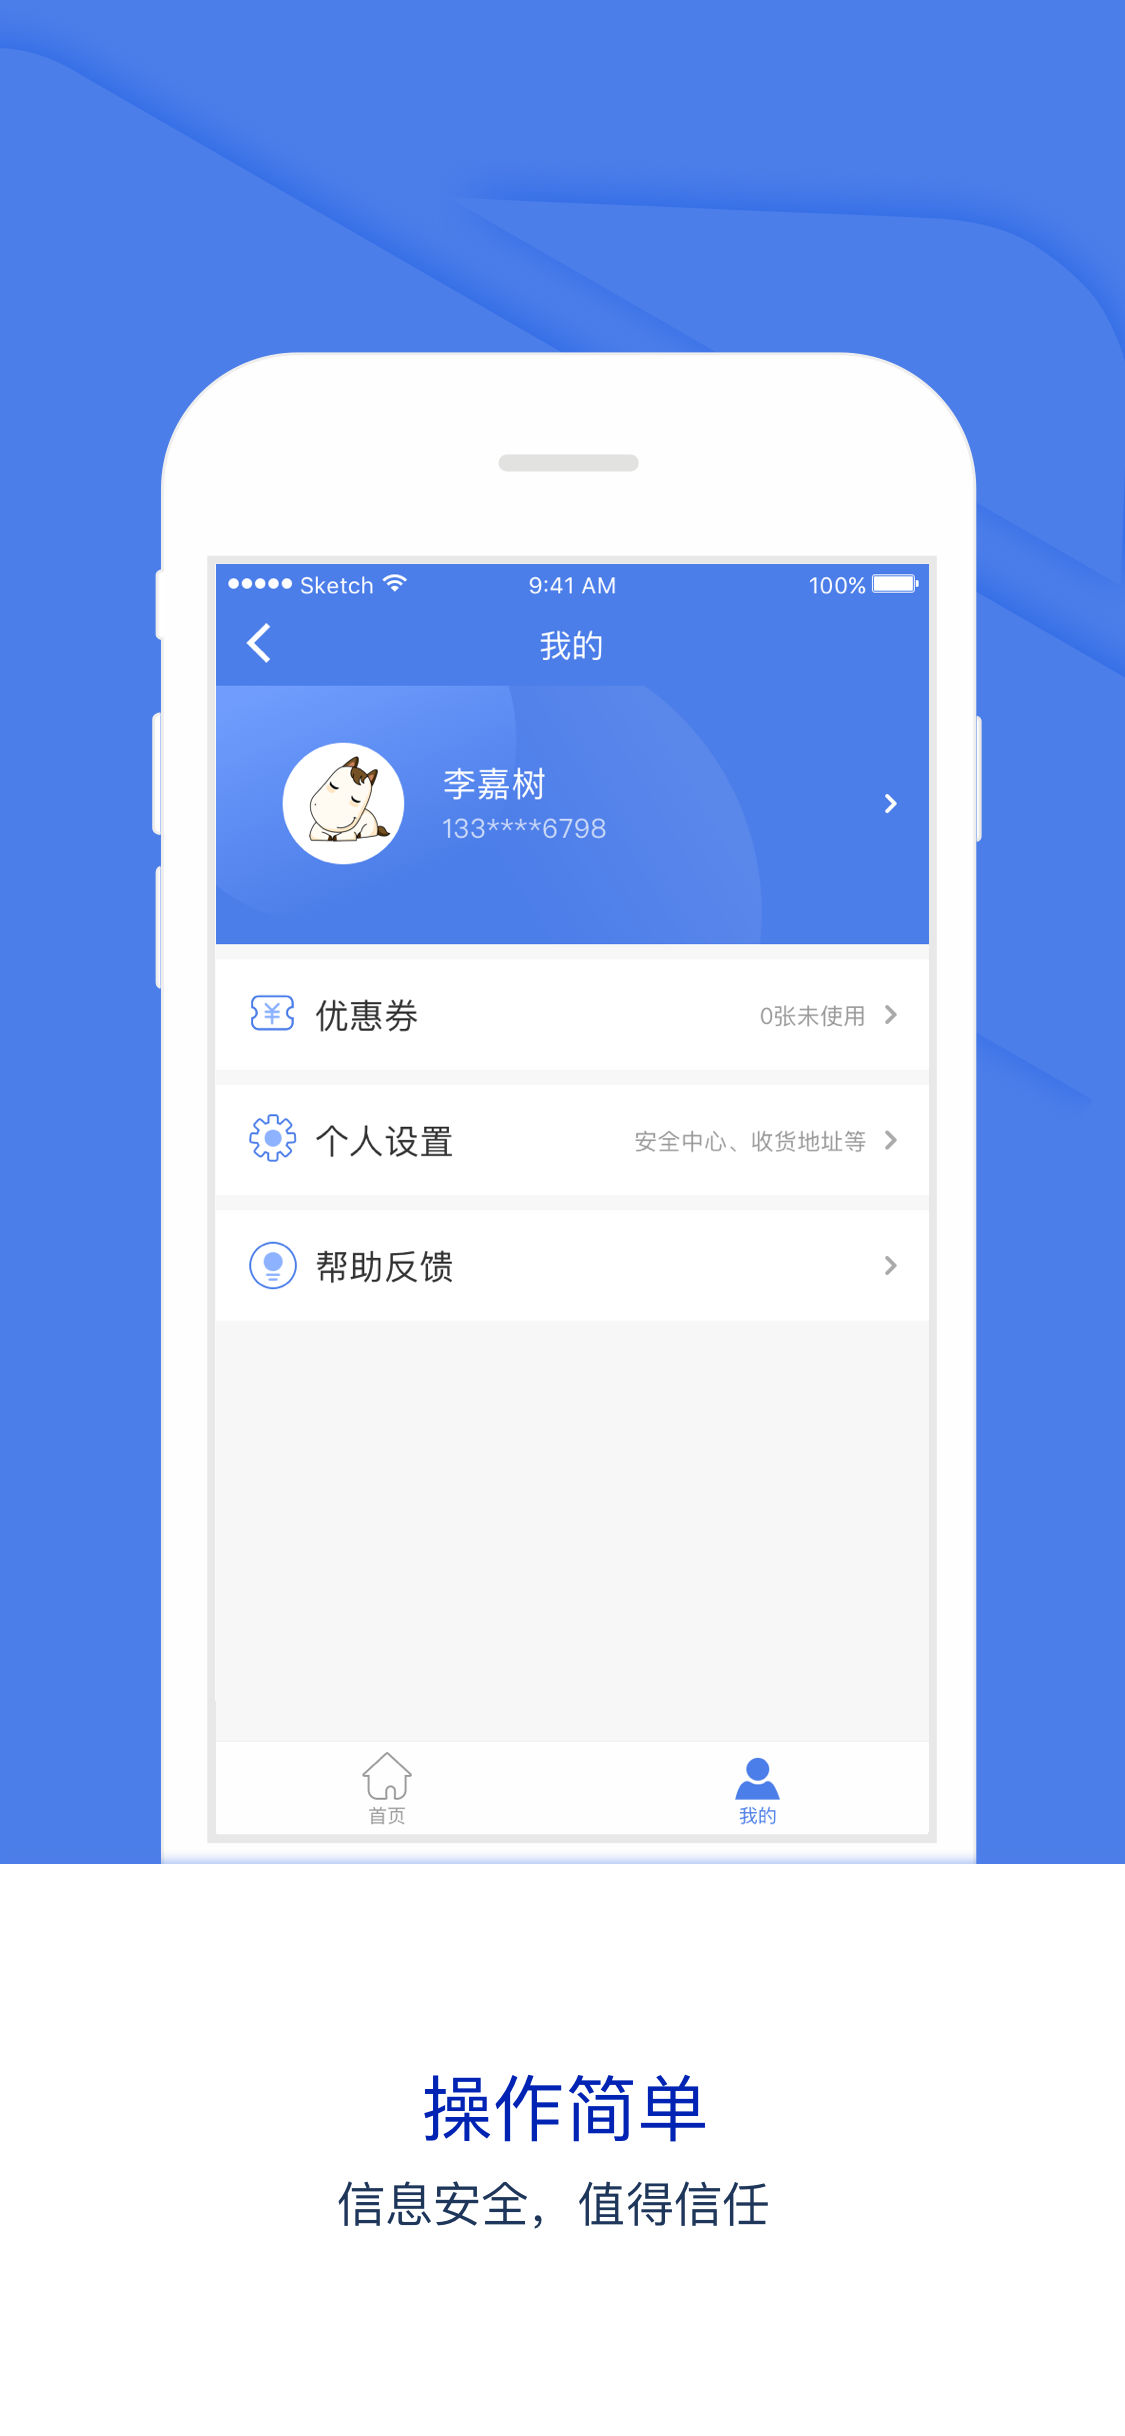 Sketch 9:41 AM 100%
我的
李嘉树
133****6798
优惠券 0张未使用
个人设置 安全中心、收货地址等
帮助反馈
首页 我的
操作简单
信息安全，值得信任